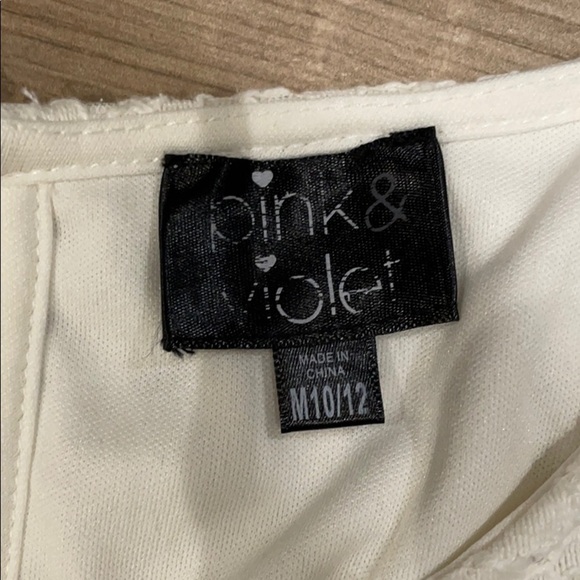 pink &
violet
MADE IN
CHINA
M10/12